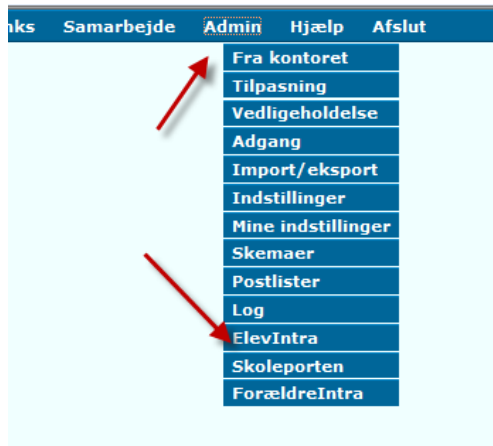 nks Samarbejde Admin Hjælp Afslut
Fra kontoret
Tilpasning
Vedligeholdelse
Adgang
Import/eksport
Indstillinger
Mine indstillinger
Skemaer
Postlister
Log
ElevIntra
Skoleporten
ForældreIntra